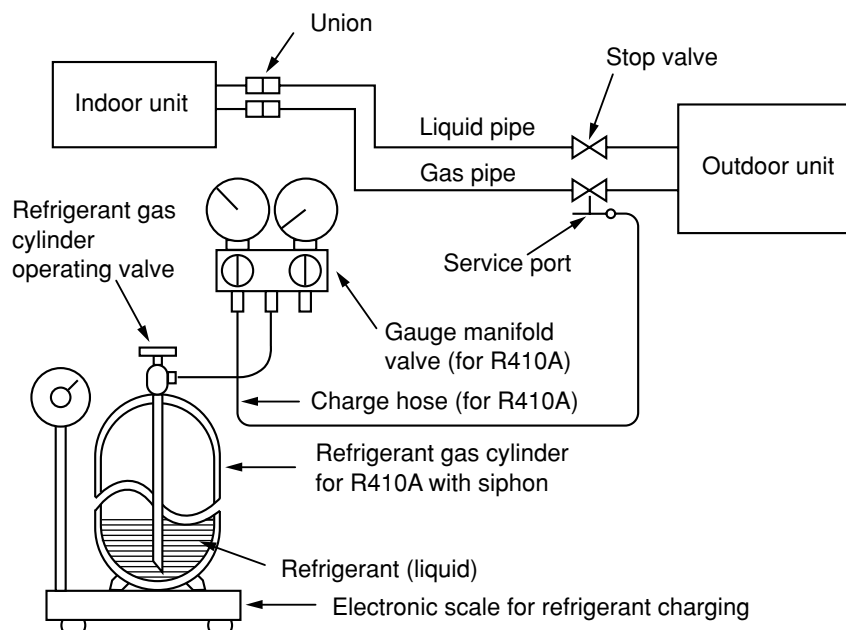 Union
Stop valve
Indoor unit
Liquid pipe
Outdoor unit
Gas pipe
Refrigerant gas
cylinder
operating valve
Service port
Gauge manifold
valve (for R410A)
Charge hose (for R410A)
Refrigerant gas cylinder
for R410A with siphon
Refrigerant (liquid)
Electronic scale for refrigerant charging